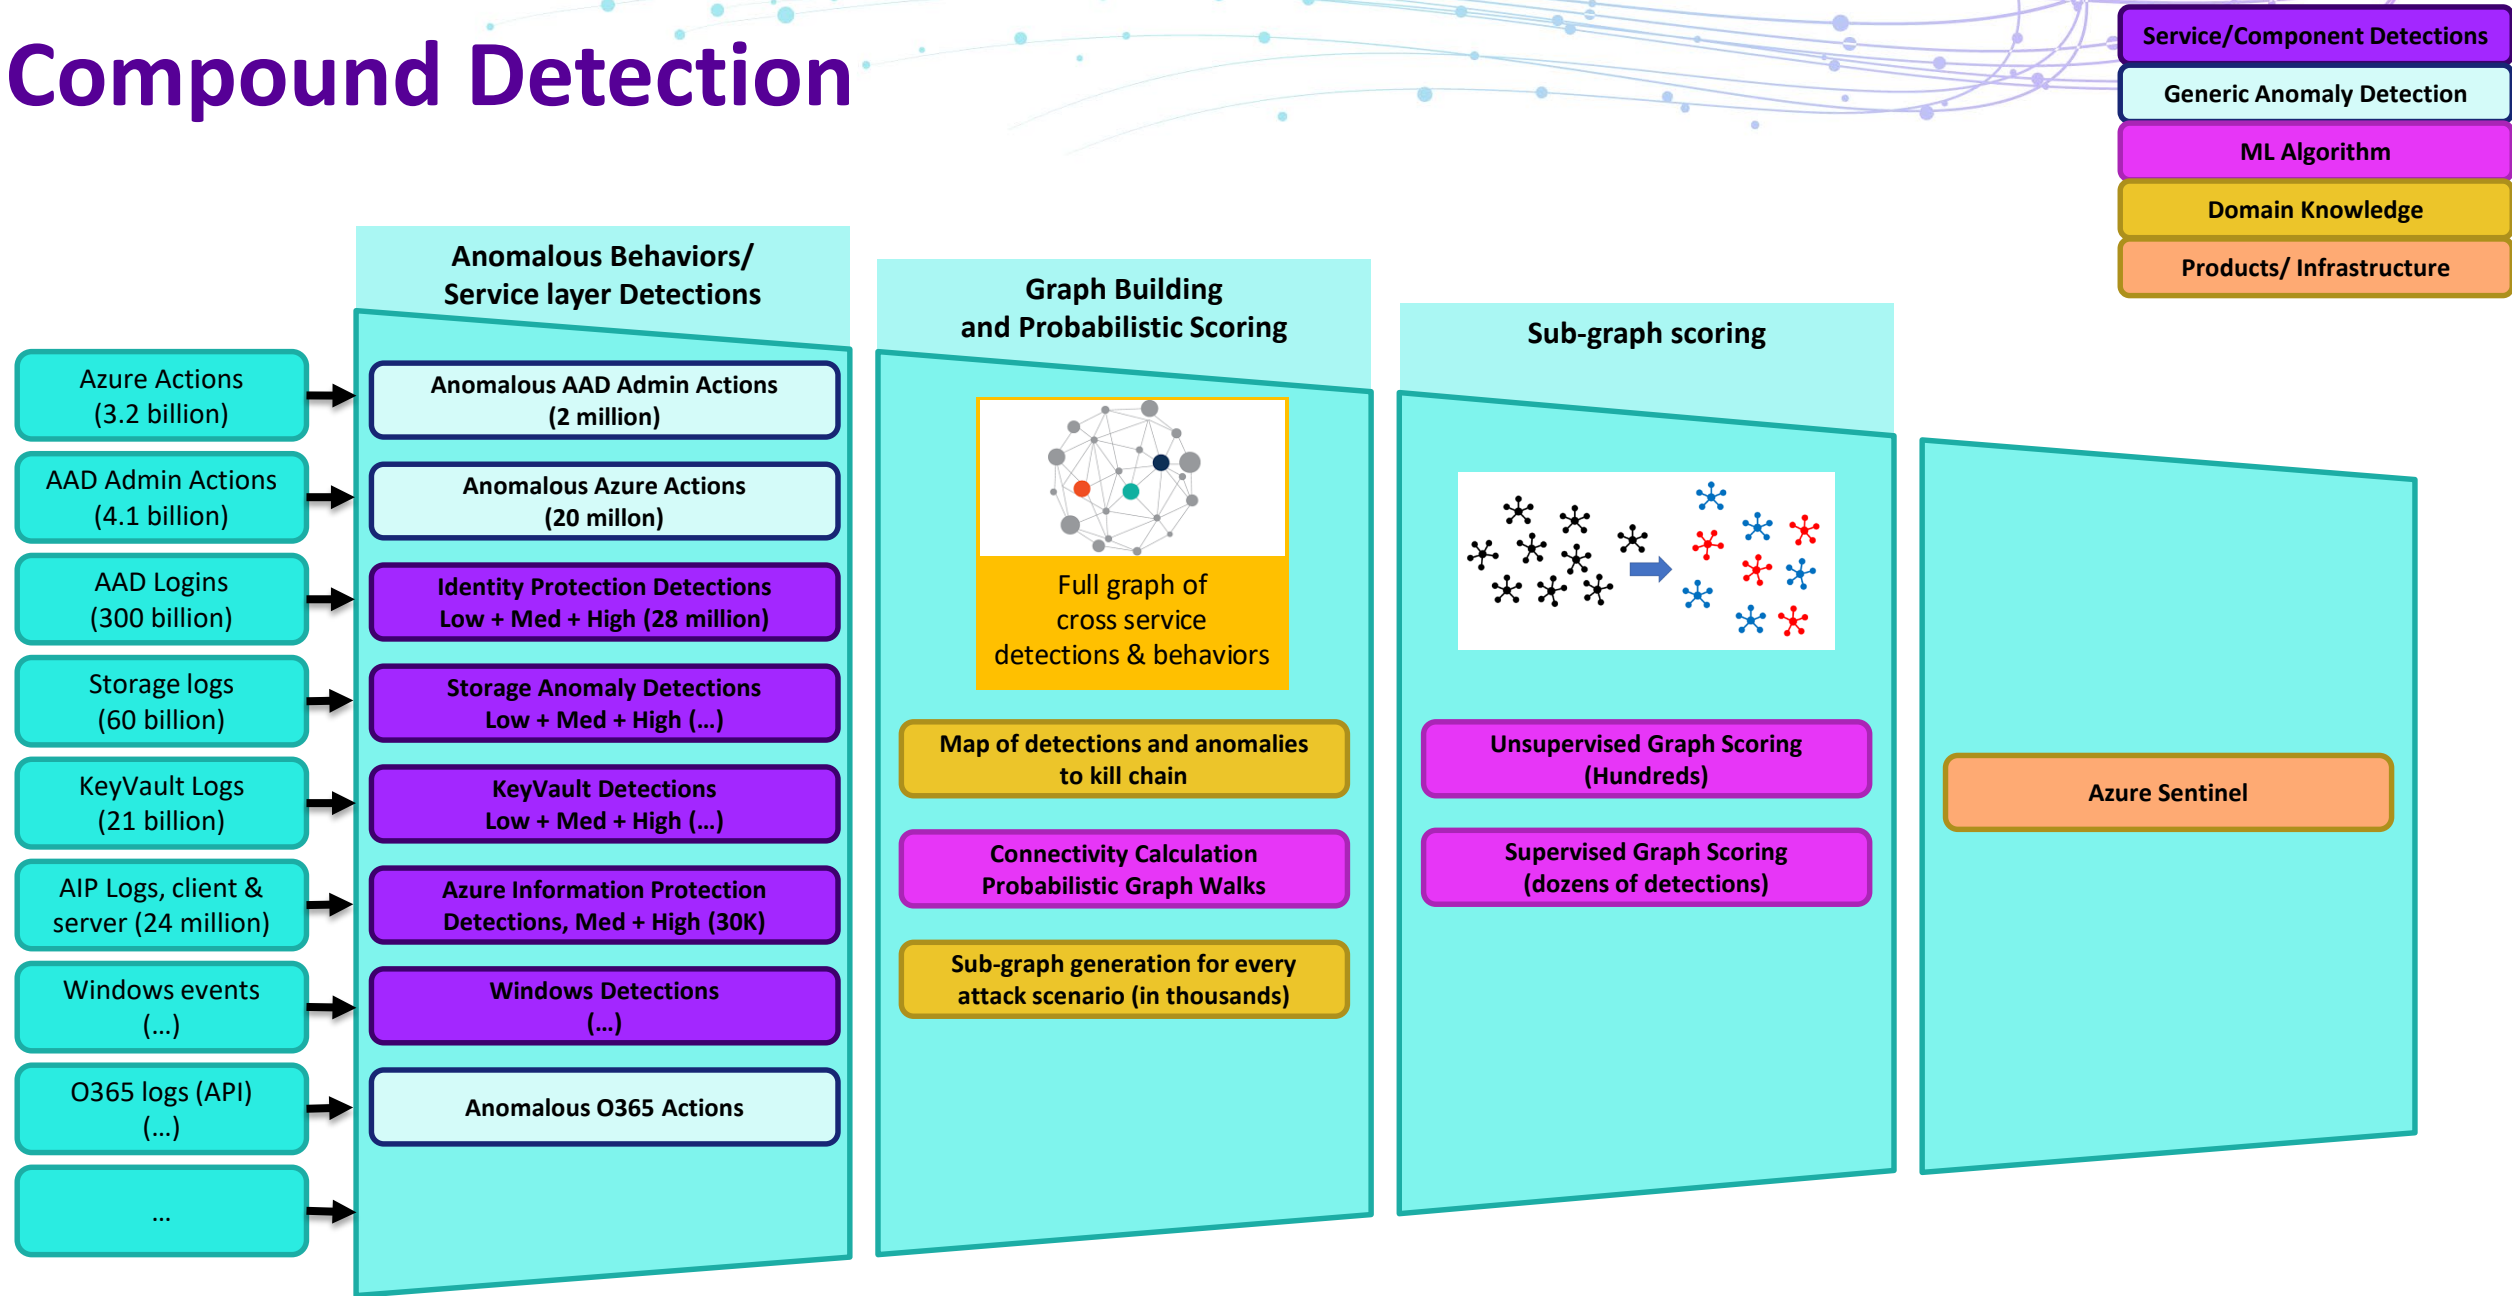 Compound Detection
Service/Component Detections
Generic Anomaly Detection
ML Algorithm
Domain Knowledge
Products/ Infrastructure
Azure Actions
(3.2 billion)
AAD Admin Actions
(4.1 billion)
AAD Logins
(300 billion)
Storage logs
(60 billion)
KeyVault Logs
(21 billion)
AIP Logs, client &
server (24 million)
Windows events
(...)
O365 logs (API)
(...)
...
Anomalous Behaviors/
Service layer Detections
Anomalous AAD Admin Actions
(2 million)
Anomalous Azure Actions
(20 millon)
Identity Protection Detections
Low + Med + High (28 million)
Storage Anomaly Detections
Low + Med + High (...)
KeyVault Detections
Low + Med + High (...)
Azure Information Protection
Detections, Med + High (30K)
Windows Detections
(...)
Anomalous O365 Actions
Graph Building
and Probabilistic Scoring
Full graph of
cross service
detections & behaviors
Map of detections and anomalies
to kill chain
Connectivity Calculation
Probabilistic Graph Walks
Sub-graph generation for every
attack scenario (in thousands)
Sub-graph scoring
Unsupervised Graph Scoring
(Hundreds)
Supervised Graph Scoring
(dozens of detections)
Azure Sentinel